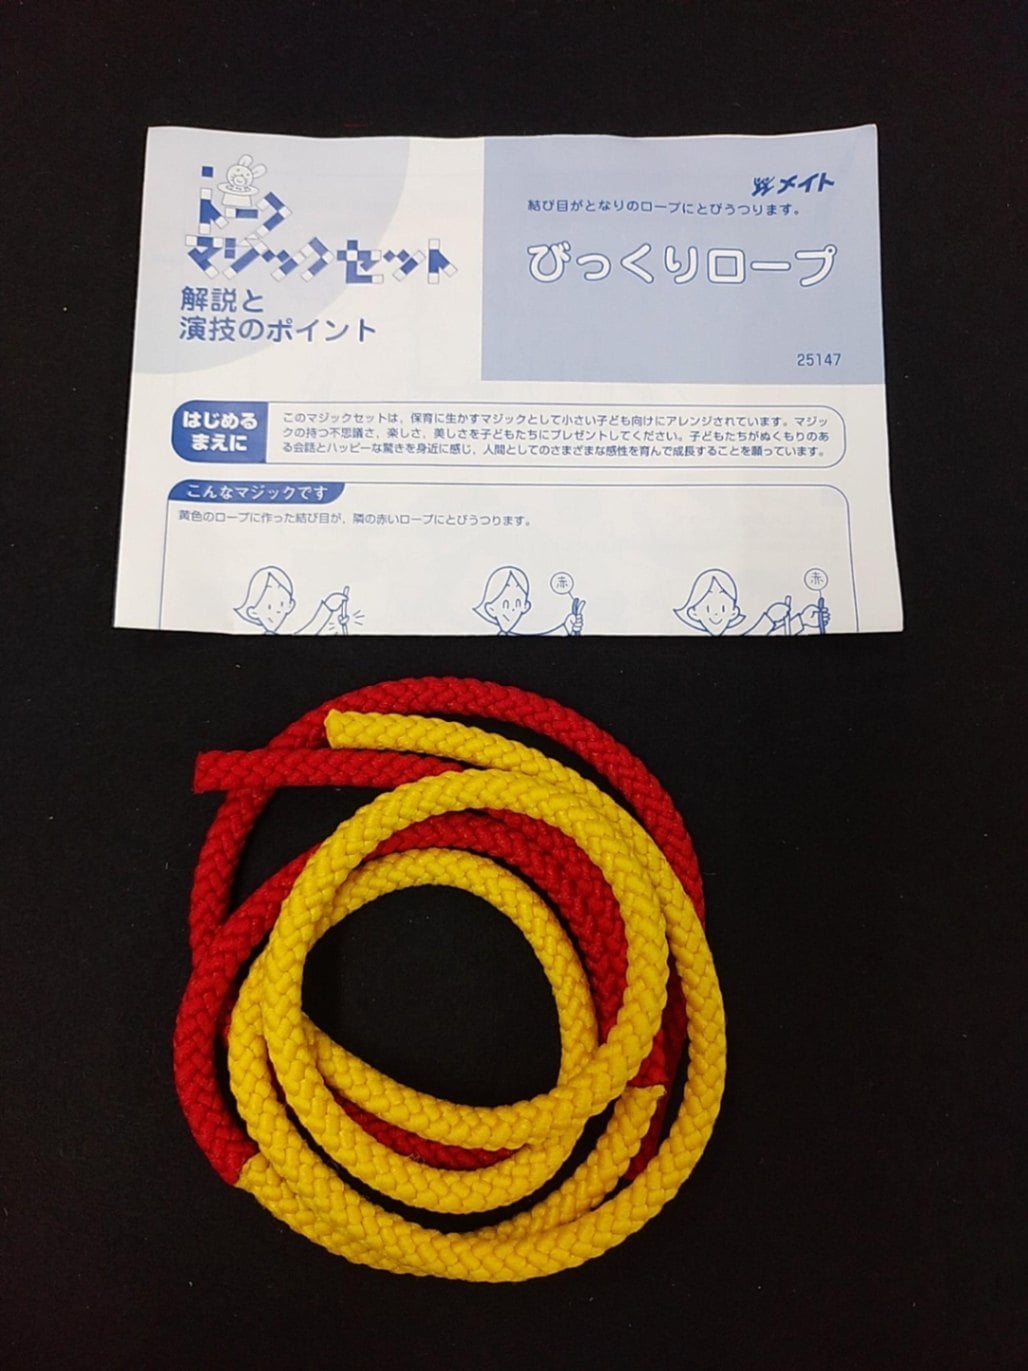 トーク
マジックセット
解説と
演技のポイント
メイト
結び目がとなりのロープにとびうつります。
びっくりロープ
25147
はじめる
まえに
このマジックセットは、保育に生かすマジックとして小さい子ども向けにアレンジされています。マジッ
クの持つ不思議さ、楽しさ、美しさを子どもたちにプレゼントしてください。子どもたちがぬくもりのあ
る会話とハッピーな驚きを身近に感じ、人間としてのさまざまな感性を育んで成長することを願っています。
こんなマジックです
黄色のロープに作った結び目が、隣の赤いロープにとびうつります。
赤
赤